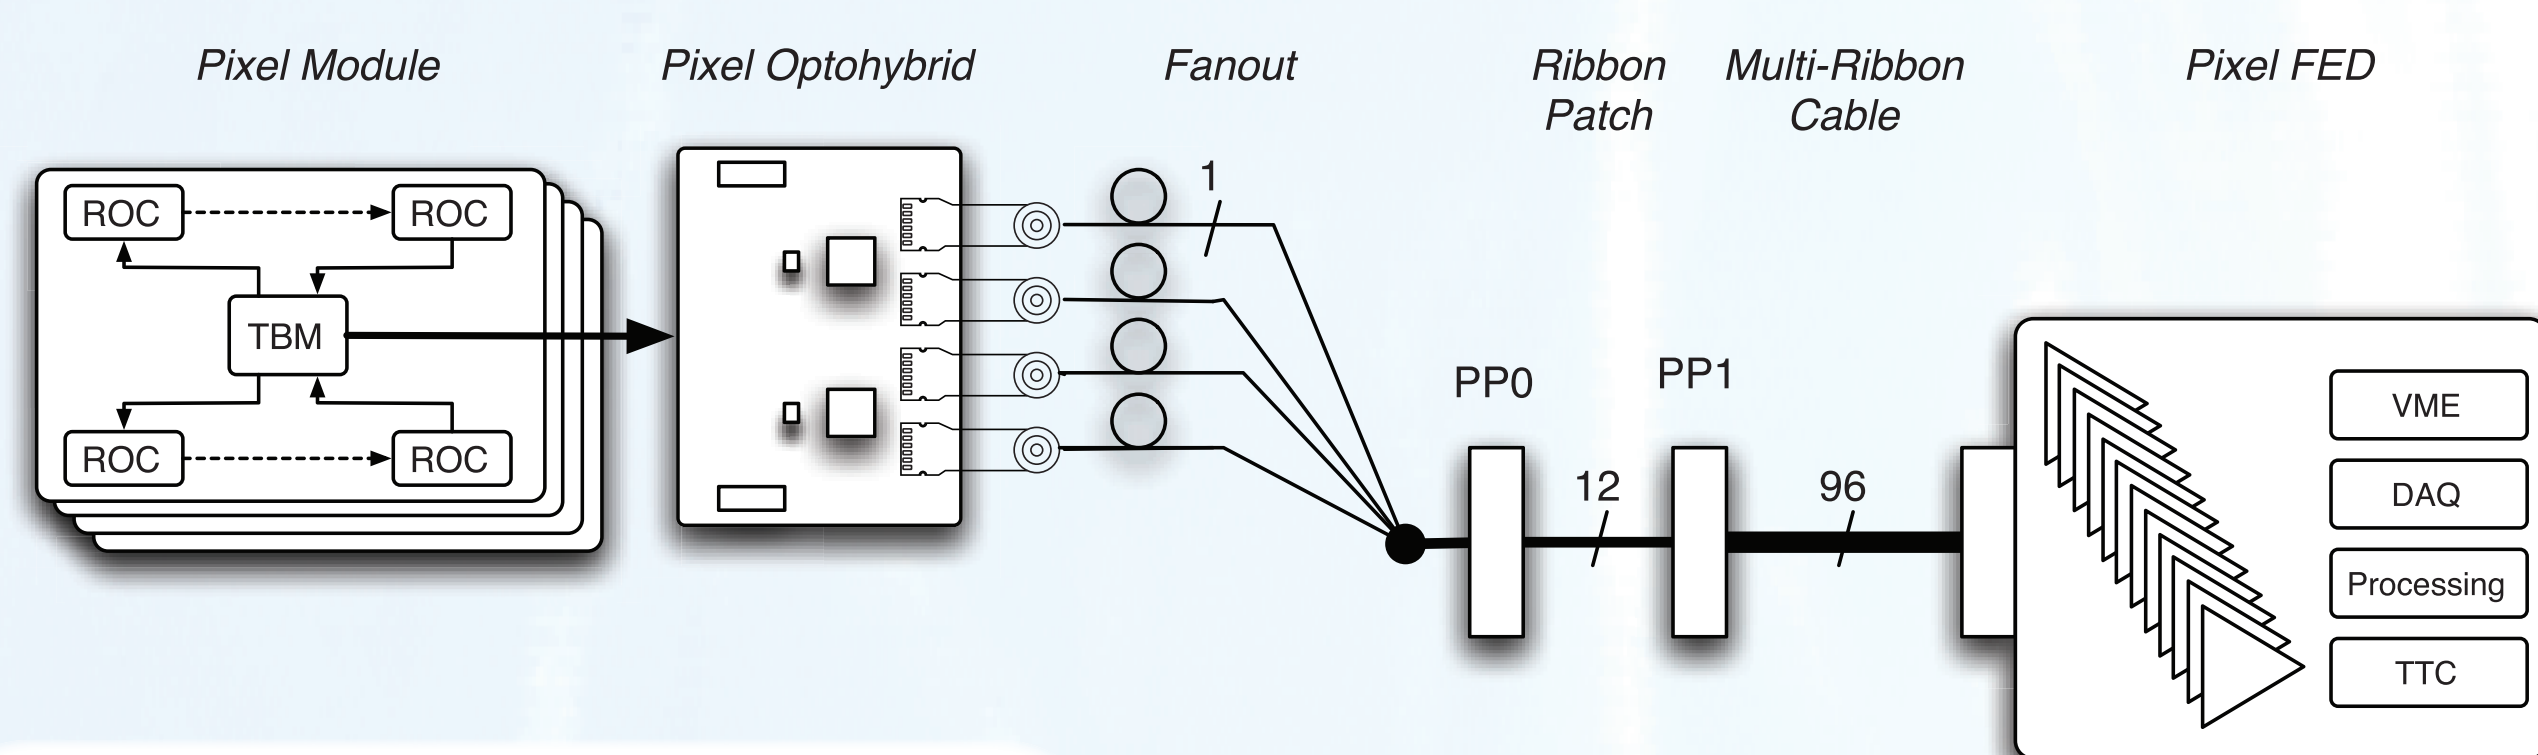 Pixel Module
Pixel Optohybrid
Fanout
Ribbon
Patch
Multi-Ribbon
Cable
Pixel FED
ROC
ROC
TBM
ROC
ROC
1
PP0
12
PP1
96
VME
DAQ
Processing
TTC